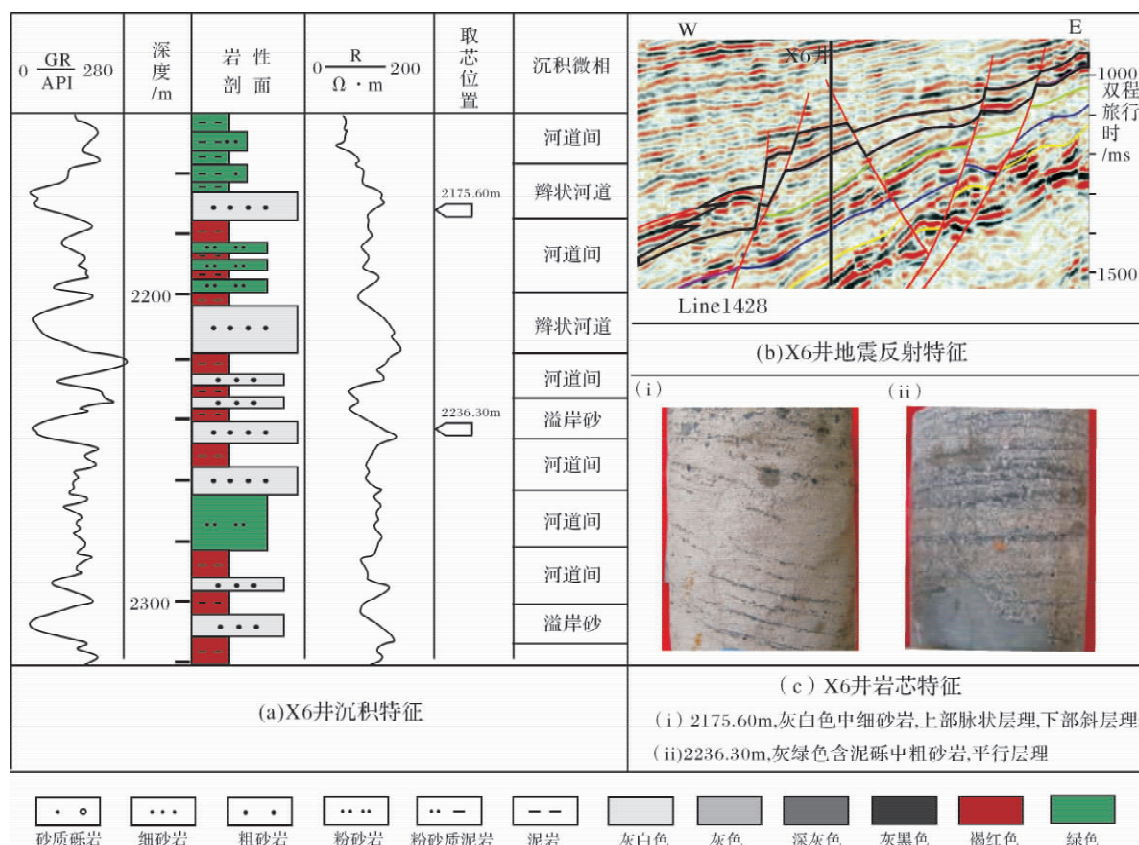 GR
0 280
API
深度/m
岩性剖面
R
0 200
Ω·m
取芯位置
沉积微相
河道间
辫状河道
河道间
辫状河道
河道间
溢岸砂
河道间
河道间
河道间
溢岸砂
2175.60m
2236.30m
2200
2300
(a)X6井沉积特征
W
E
X6井
1000
双程旅行时/ms
1500
Line1428
(b)X6井地震反射特征
(i)
(ii)
(c)X6井岩芯特征
(i)2175.60m,灰白色中细砂岩,上部脉状层理,下部斜层理
(ii)2236.30m,灰绿色含泥砾中粗砂岩,平行层理
砂质砾岩 细砂岩 粗砂岩 粉砂岩 粉砂质泥岩 泥岩 灰白色 灰色 深灰色 灰黑色 褐红色 绿色